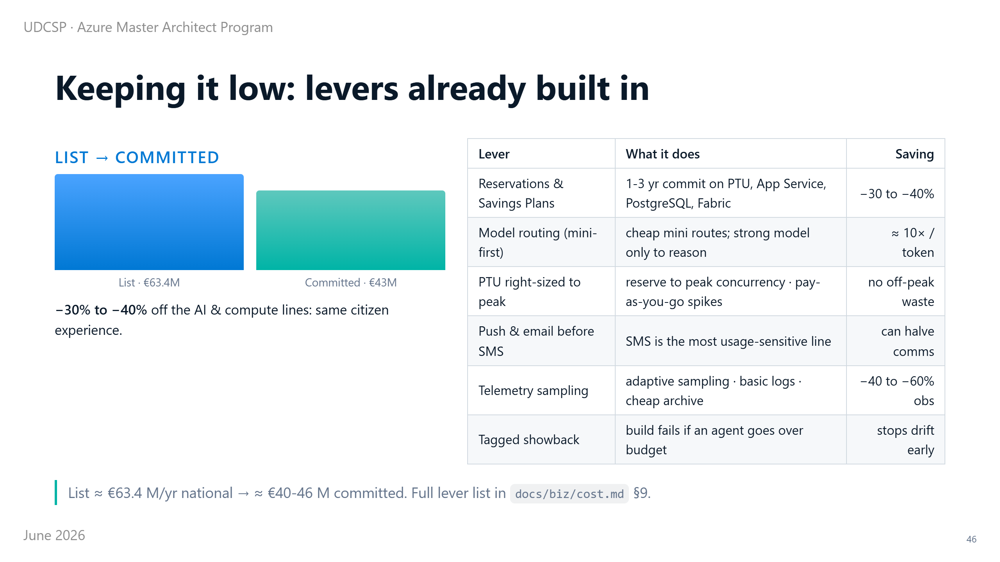 UDCSP · Azure Master Architect Program
Keeping it low: levers already built in
LIST → COMMITTED
List · €63.4M
Committed · €43M
−30% to −40% off the AI & compute lines: same citizen
experience.
Lever
What it does
Saving
Reservations &
Savings Plans
1-3 yr commit on PTU, App Service,
PostgreSQL, Fabric
−30 to −40%
Model routing (mini-
first)
cheap mini routes; strong model
only to reason
≈ 10× /
token
PTU right-sized to
peak
reserve to peak concurrency · pay-
as-you-go spikes
no off-peak
waste
Push & email before
SMS
SMS is the most usage-sensitive line
can halve
comms
Telemetry sampling
adaptive sampling · basic logs ·
cheap archive
−40 to −60%
obs
Tagged showback
build fails if an agent goes over
budget
stops drift
early
List ≈ €63.4 M/yr national → ≈ €40-46 M committed. Full lever list in docs/biz/cost.md §9.
June 2026
46